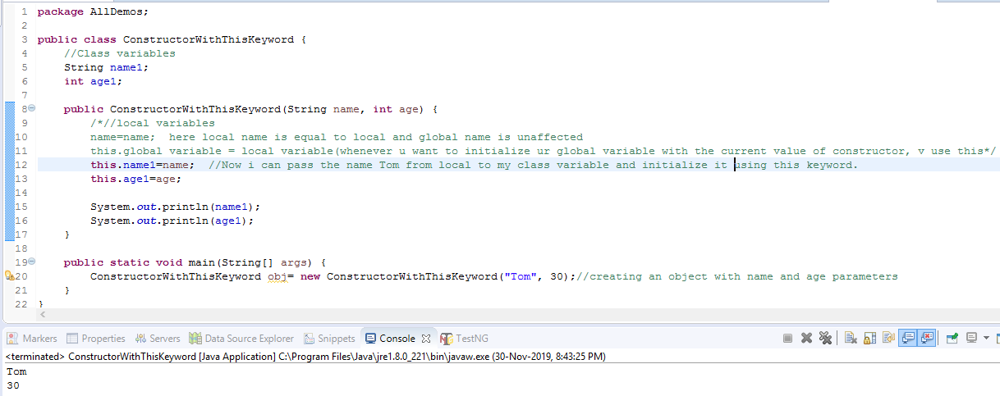 1 package AllDemos;
2
3 public class ConstructorWithThisKeyword {
4 //Class variables
5 String name1;
6 int age1;
7
8 public ConstructorWithThisKeyword(String name, int age) {
9 /*//local variables
10 name=name; here local name is equal to local and global name is unaffected
11 this.global variable = local variable(whenever u want to initialize ur global variable with the current value of constructor, v use this*/
12 this.name1=name; //Now i can pass the name Tom from local to my class variable and initialize it using this keyword.
13 this.age1=age;
14
15 System.out.println(name1);
16 System.out.println(age1);
17 }
18
19 public static void main(String[] args) {
20 ConstructorWithThisKeyword obj= new ConstructorWithThisKeyword("Tom", 30);//creating an object with name and age parameters
21 }
22 }
Markers Properties Servers Data Source Explorer Snippets Console TestNG
<terminated> ConstructorWithThisKeyword [Java Application] C:\Program Files\Java\jre1.8.0_221\bin\javaw.exe (30-Nov-2019, 8:43:25 PM)
Tom
30